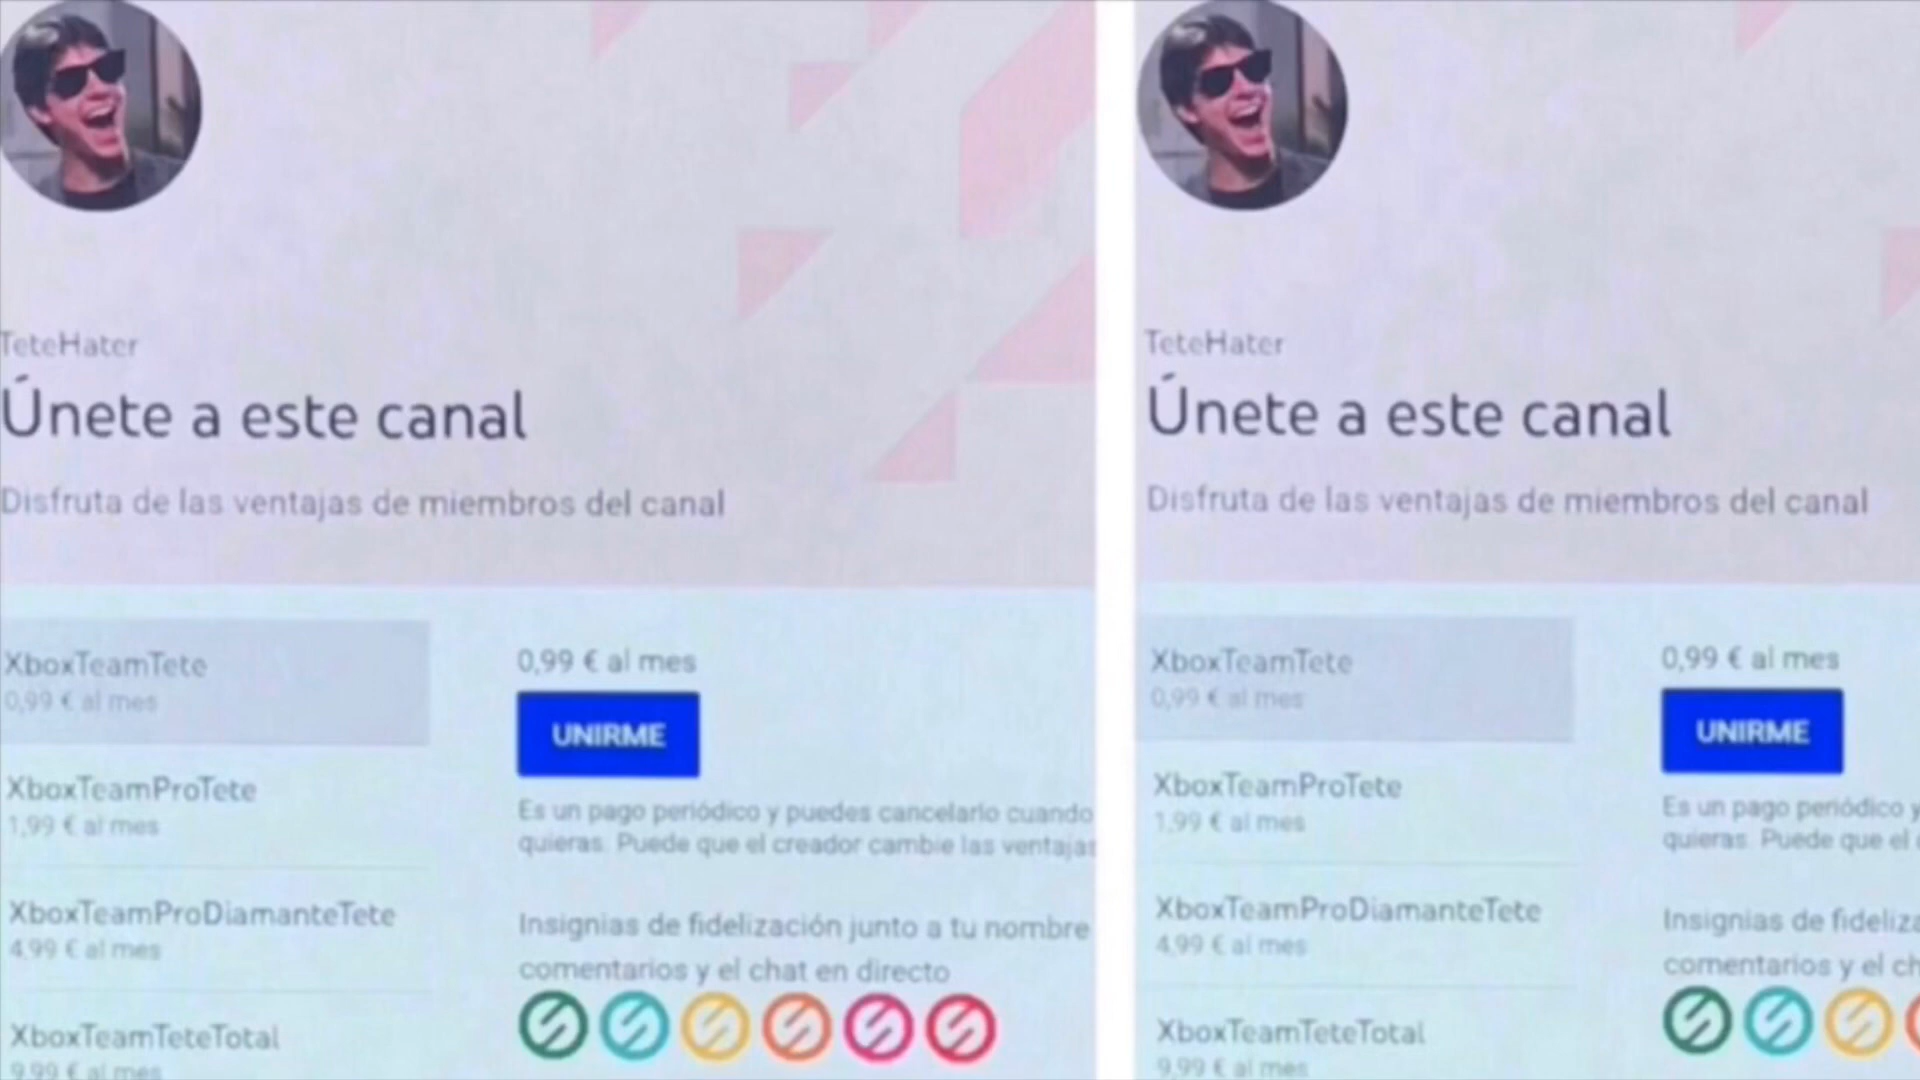 TeteHater
Únete a este canal
Disfruta de las ventajas de miembros del canal
XboxTeamTete
0,99 € al mes
XboxTeamProTete
1,99 € al mes
XboxTeamProDiamanteTete
4,99 € al mes
XboxTeamTeteTotal
9,99 € al mes
0,99 € al mes
UNIRME
Es un pago periódico y puedes cancelarlo cuando
quieras. Puede que el creador cambie las ventajas
Insignias de fidelización junto a tu nombre
comentarios y el chat en directo
TeteHater
Únete a este canal
Disfruta de las ventajas de miembros del canal
XboxTeamTete
0,99 € al mes
XboxTeamProTete
1,99 € al mes
XboxTeamProDiamanteTete
4,99 € al mes
XboxTeamTeteTotal
9,99 € al mes
0,99 € al mes
UNIRME
Es un pago periódico y
quieras. Puede que el
Insignias de fideliza
comentarios y el ch